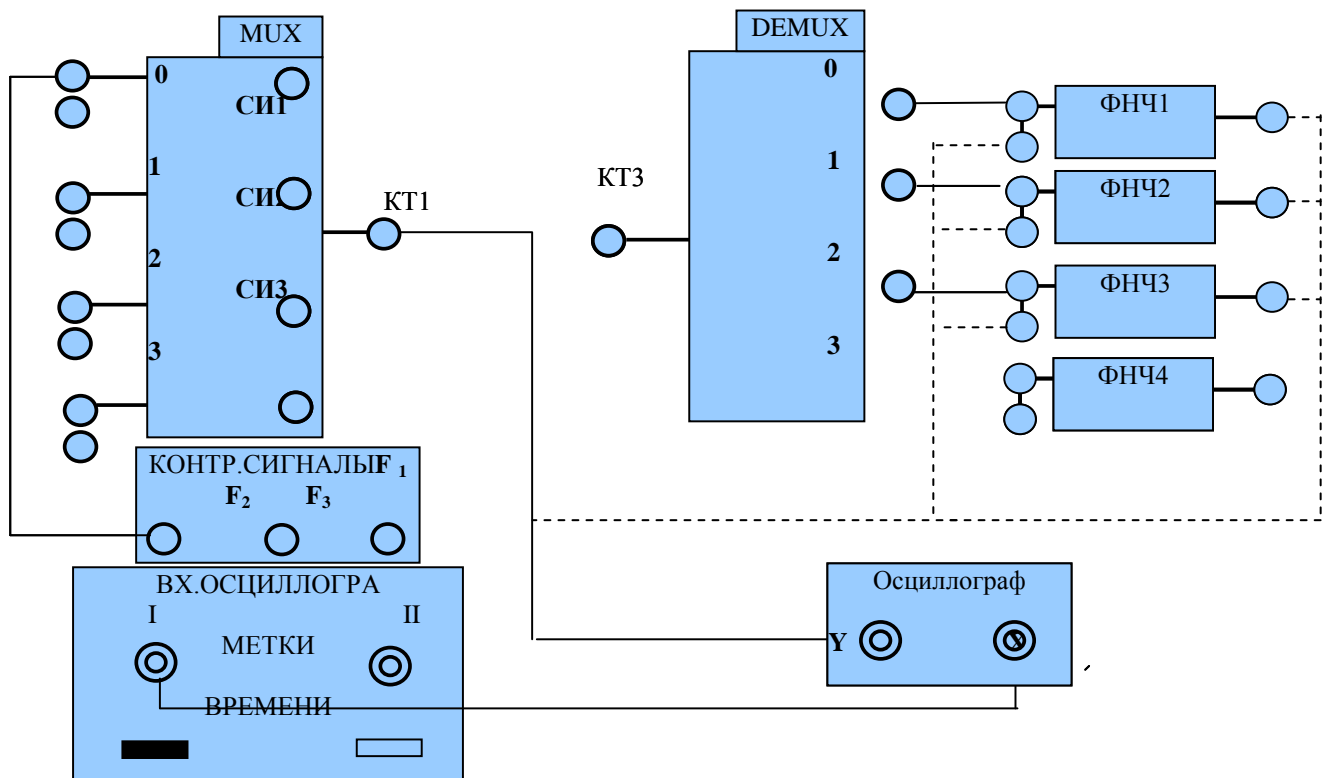 MUX
0
СИ1
1
СИ2
2
СИ3
3
КТ1
КОНТР.СИГНАЛЫF 1
F2 F3
ВХ.ОСЦИЛЛОГРА
I II
МЕТКИ
ВРЕМЕНИ
DEMUX
0
1
КТ3
2
3
ФНЧ1
ФНЧ2
ФНЧ3
ФНЧ4
Осциллограф
Y X